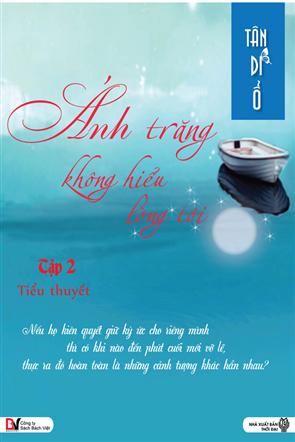 TÂN
DI
Ổ
Ánh trăng
không hiểu
lòng tôi
Tập 2
Tiểu thuyết
Nếu họ kiên quyết giữ ký ức cho riêng mình
thì có khi nào đến phút cuối mới vỡ lẽ,
thực ra đó hoàn toàn là những cảnh tượng khác hẳn nhau?
BV
Công ty
Sách Bách Việt
NHÀ XUẤT BẢN
THỜI ĐẠI